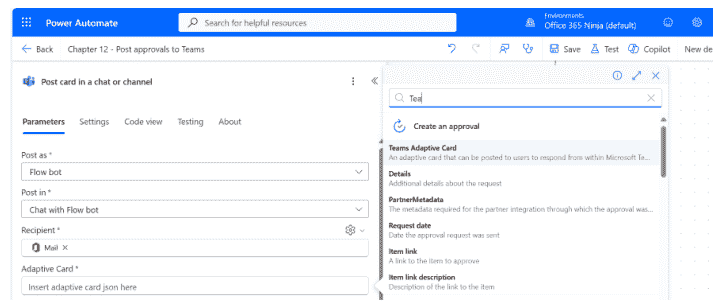 Power Automate
Search for helpful resources
Environments
Office 365 Ninja (default)
Back
Chapter 12 - Post approvals to Teams
Save
Test
Copilot
New de
Post card in a chat or channel
Parameters
Settings
Code view
Testing
About
Post as *
Flow bot
Post in *
Chat with Flow bot
Recipient *
Mail ×
Adaptive Card *
Insert adaptive card json here
Tea
Create an approval
Teams Adaptive Card
An adaptive card that can be posted to users to respond from within Microsoft Te...
Details
Additional details about the request
PartnerMetadata
The metadata required for the partner integration through which the approval was...
Request date
Date the approval request was sent
Item link
A link to the item to approve
Item link description
Description of the link to the item